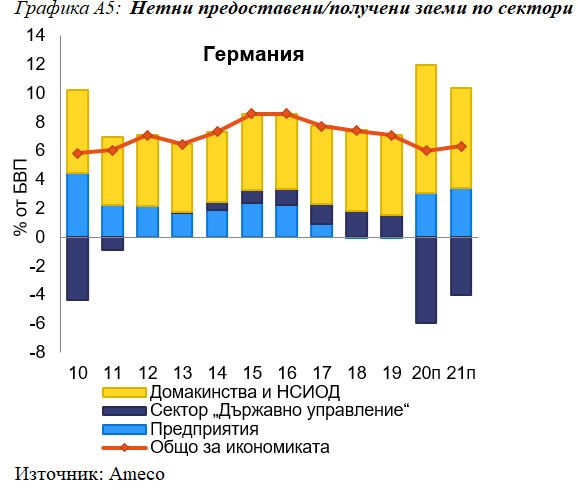 Графика А5: Нетни предоставени/получени заеми по сектори
Германия
% от БВП
14
12
10
8
6
4
2
0
-2
-4
-6
-8
10 11 12 13 14 15 16 17 18 19 20п 21п
Домакинства и НСИОД
Сектор „Държавно управление“
Предприятия
Общо за икономиката
Източник: Ameco